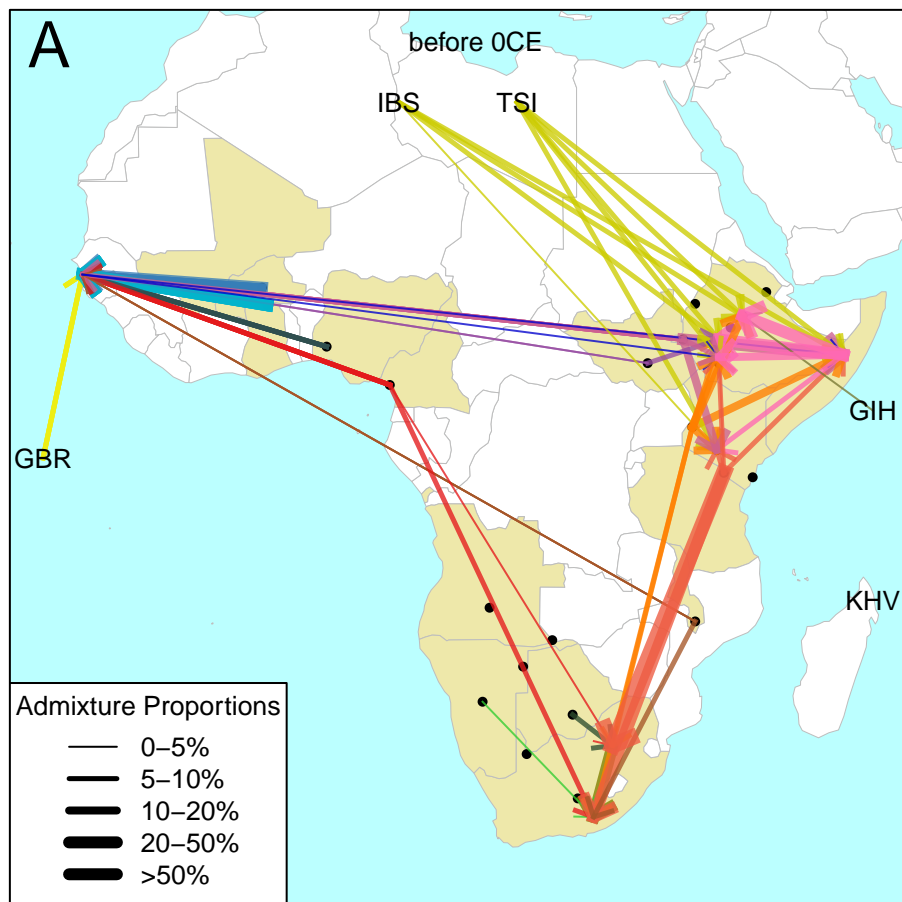 A
before 0CE
IBS
TSI
GIH
GBR
KHV
Admixture Proportions
0−5%
5−10%
10−20%
20−50%
>50%